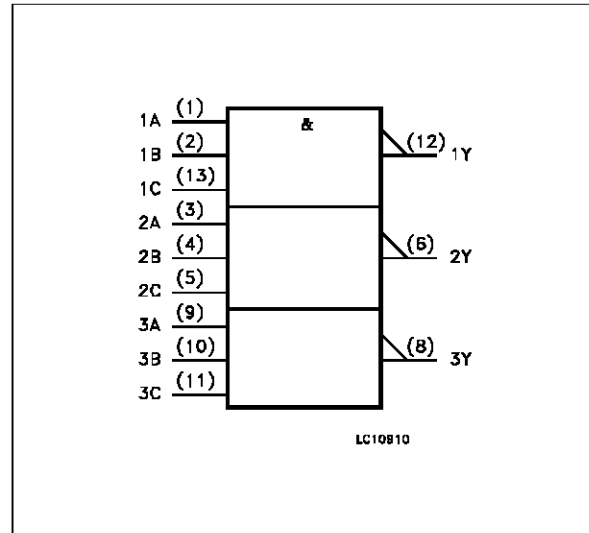 1A (1)
&
1B (2)
(12) 1Y
1C (13)
2A (3)
2B (4)
(6) 2Y
2C (5)
3A (9)
3B (10)
(8) 3Y
3C (11)
LC10910